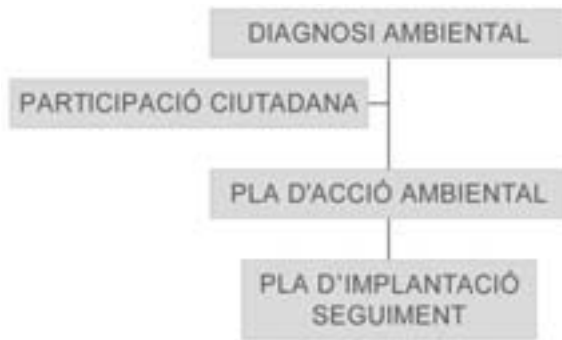 DIAGNOSI AMBIENTAL
PARTICIPACIÓ CIUTADANA
PLA D'ACCIÓ AMBIENTAL
PLA D'IMPLANTACIÓ
SEGUIMENT